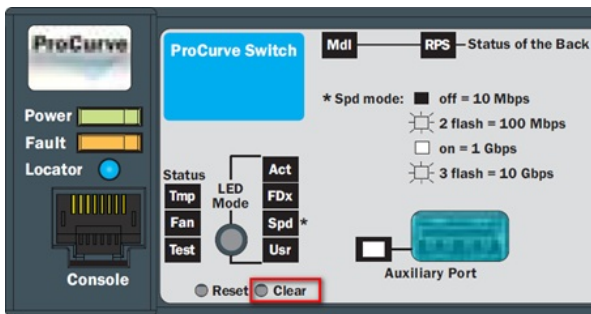 ProCurve
Power
Fault
Locator
Console
ProCurve Switch
Mdl RPS Status of the Back
* Spd mode: off = 10 Mbps
2 flash = 100 Mbps
on = 1 Gbps
3 flash = 10 Gbps
Status
Tmp
Fan
Test
LED
Mode
Act
FDx
Spd *
Usr
Reset Clear
Auxiliary Port